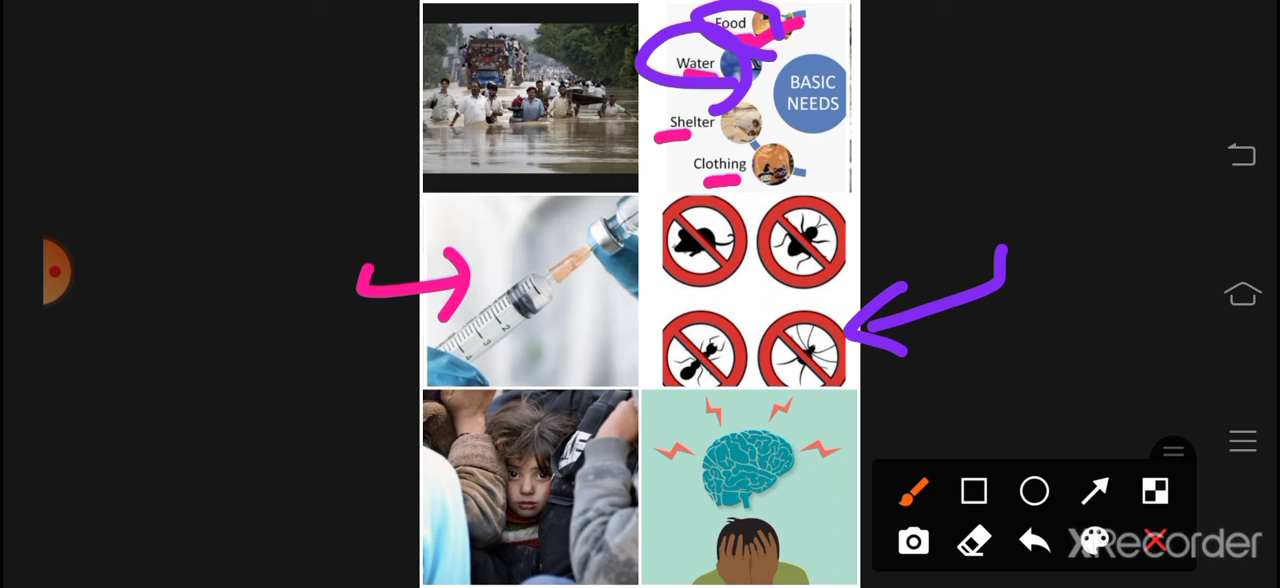 Food
Water
BASIC
NEEDS
Shelter
Clothing
XRecorder